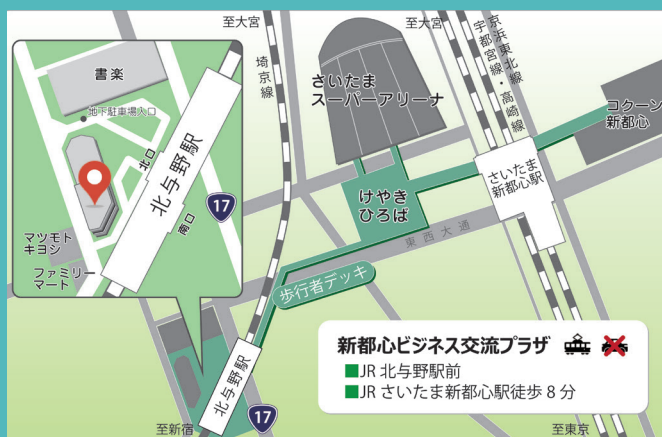 至大宮
至大宮
埼京線
京浜東北線
宇都宮線・高崎線
書楽
地下駐車場入口
北口
北与野駅
南口
17
マツモト
キヨシ
ファミリー
マート
さいたま
スーパーアリーナ
コクーン
新都心
さいたま
新都心駅
けやき
ひろば
東西大通
歩行者デッキ
北与野駅
17
至新宿
新都心ビジネス交流プラザ
■JR 北与野駅前
■JR さいたま新都心駅徒歩 8 分
至東京